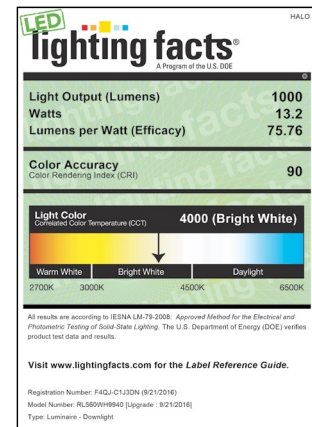 HALO
LED
lighting facts®
A Program of the U.S. DOE
Light Output (Lumens) 1000
Watts 13.2
Lumens per Watt (Efficacy) 75.76
Color Accuracy
Color Rendering Index (CRI) 90
Light Color
Correlated Color Temperature (CCT) 4000 (Bright White)
Warm White Bright White Daylight
2700K 3000K 4500K 6500K
All results are according to IESNA LM-79-2008: Approved Method for the Electrical and
Photometric Testing of Solid-State Lighting. The U.S. Department of Energy (DOE) verifies
product test data and results.
Visit www.lightingfacts.com for the Label Reference Guide.
Registration Number: F4QJ-C1J3DN (9/21/2016)
Model Number: RL560WH9940 [Upgrade : 9/21/2016]
Type: Luminaire - Downlight